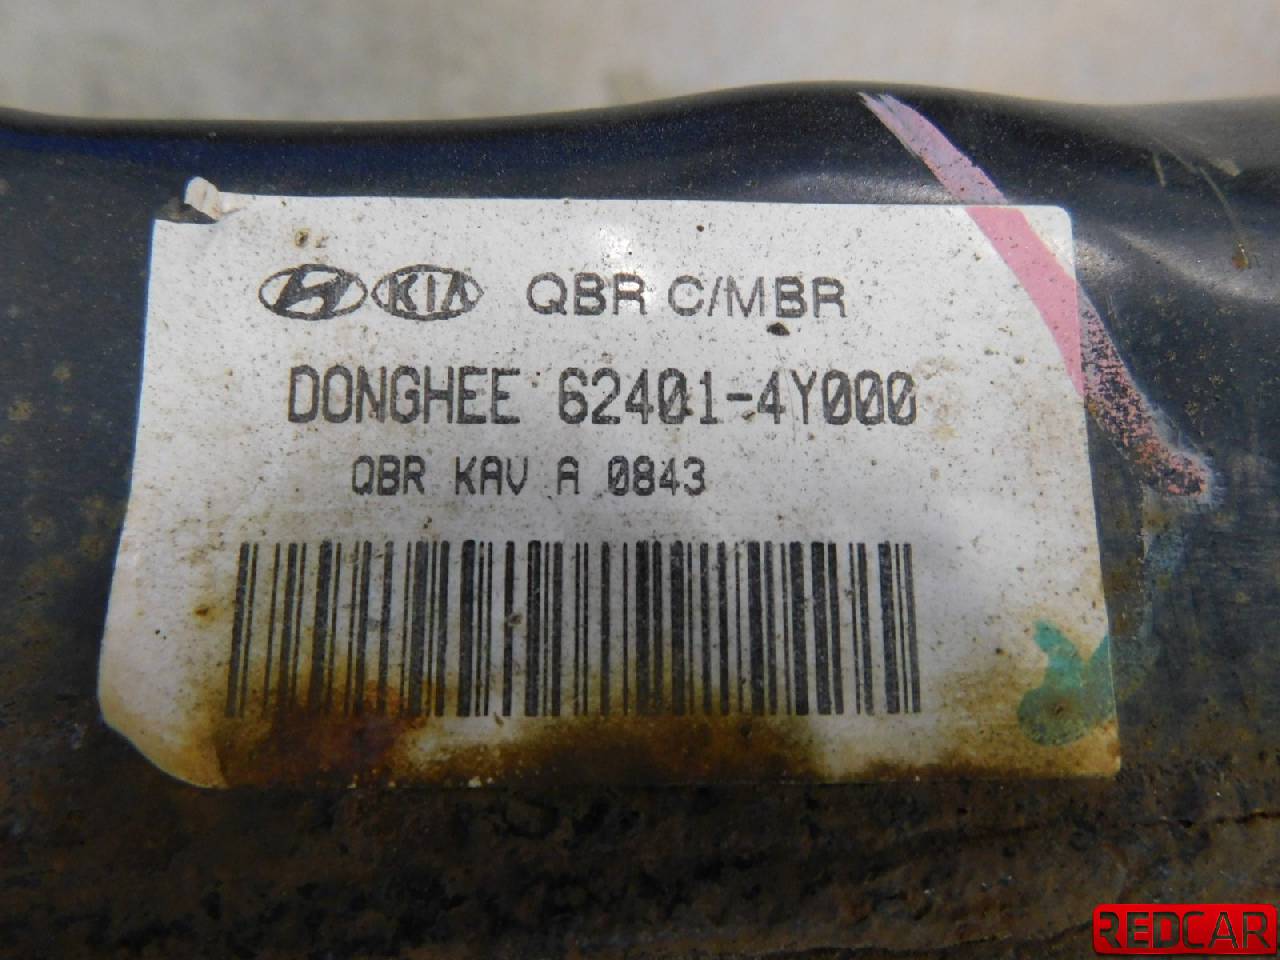 KIA QBR C/MBR
DONGHEE 62401-4Y000
QBR KAV A 0843
REDCAR